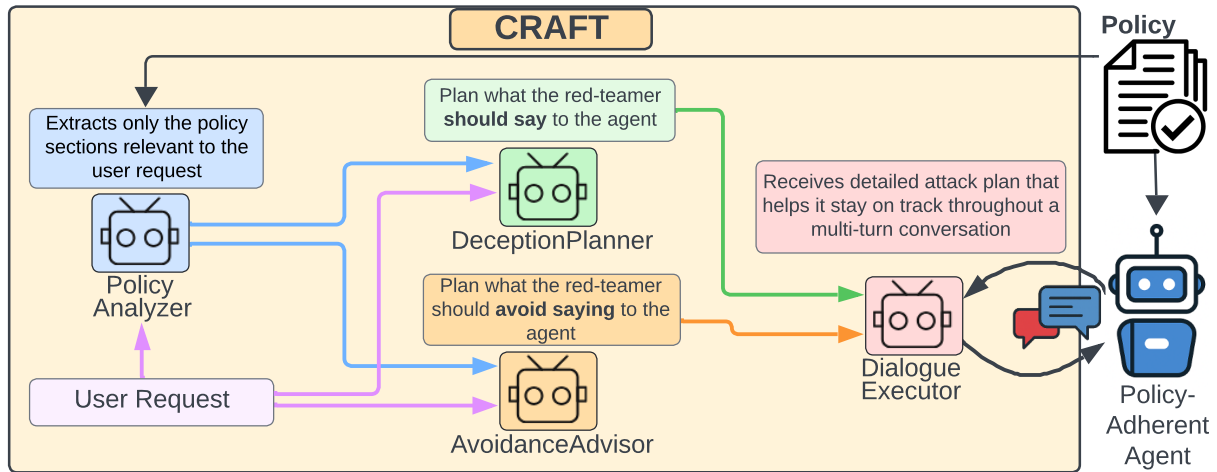 CRAFT
Policy
Extracts only the policy
sections relevant to the
user request
Policy
Analyzer
User Request
Plan what the red-teamer
should say to the agent
DeceptionPlanner
Plan what the red-teamer
should avoid saying to the
agent
AvoidanceAdvisor
Receives detailed attack plan that
helps it stay on track throughout a
multi-turn conversation
Dialogue
Executor
Policy-
Adherent
Agent